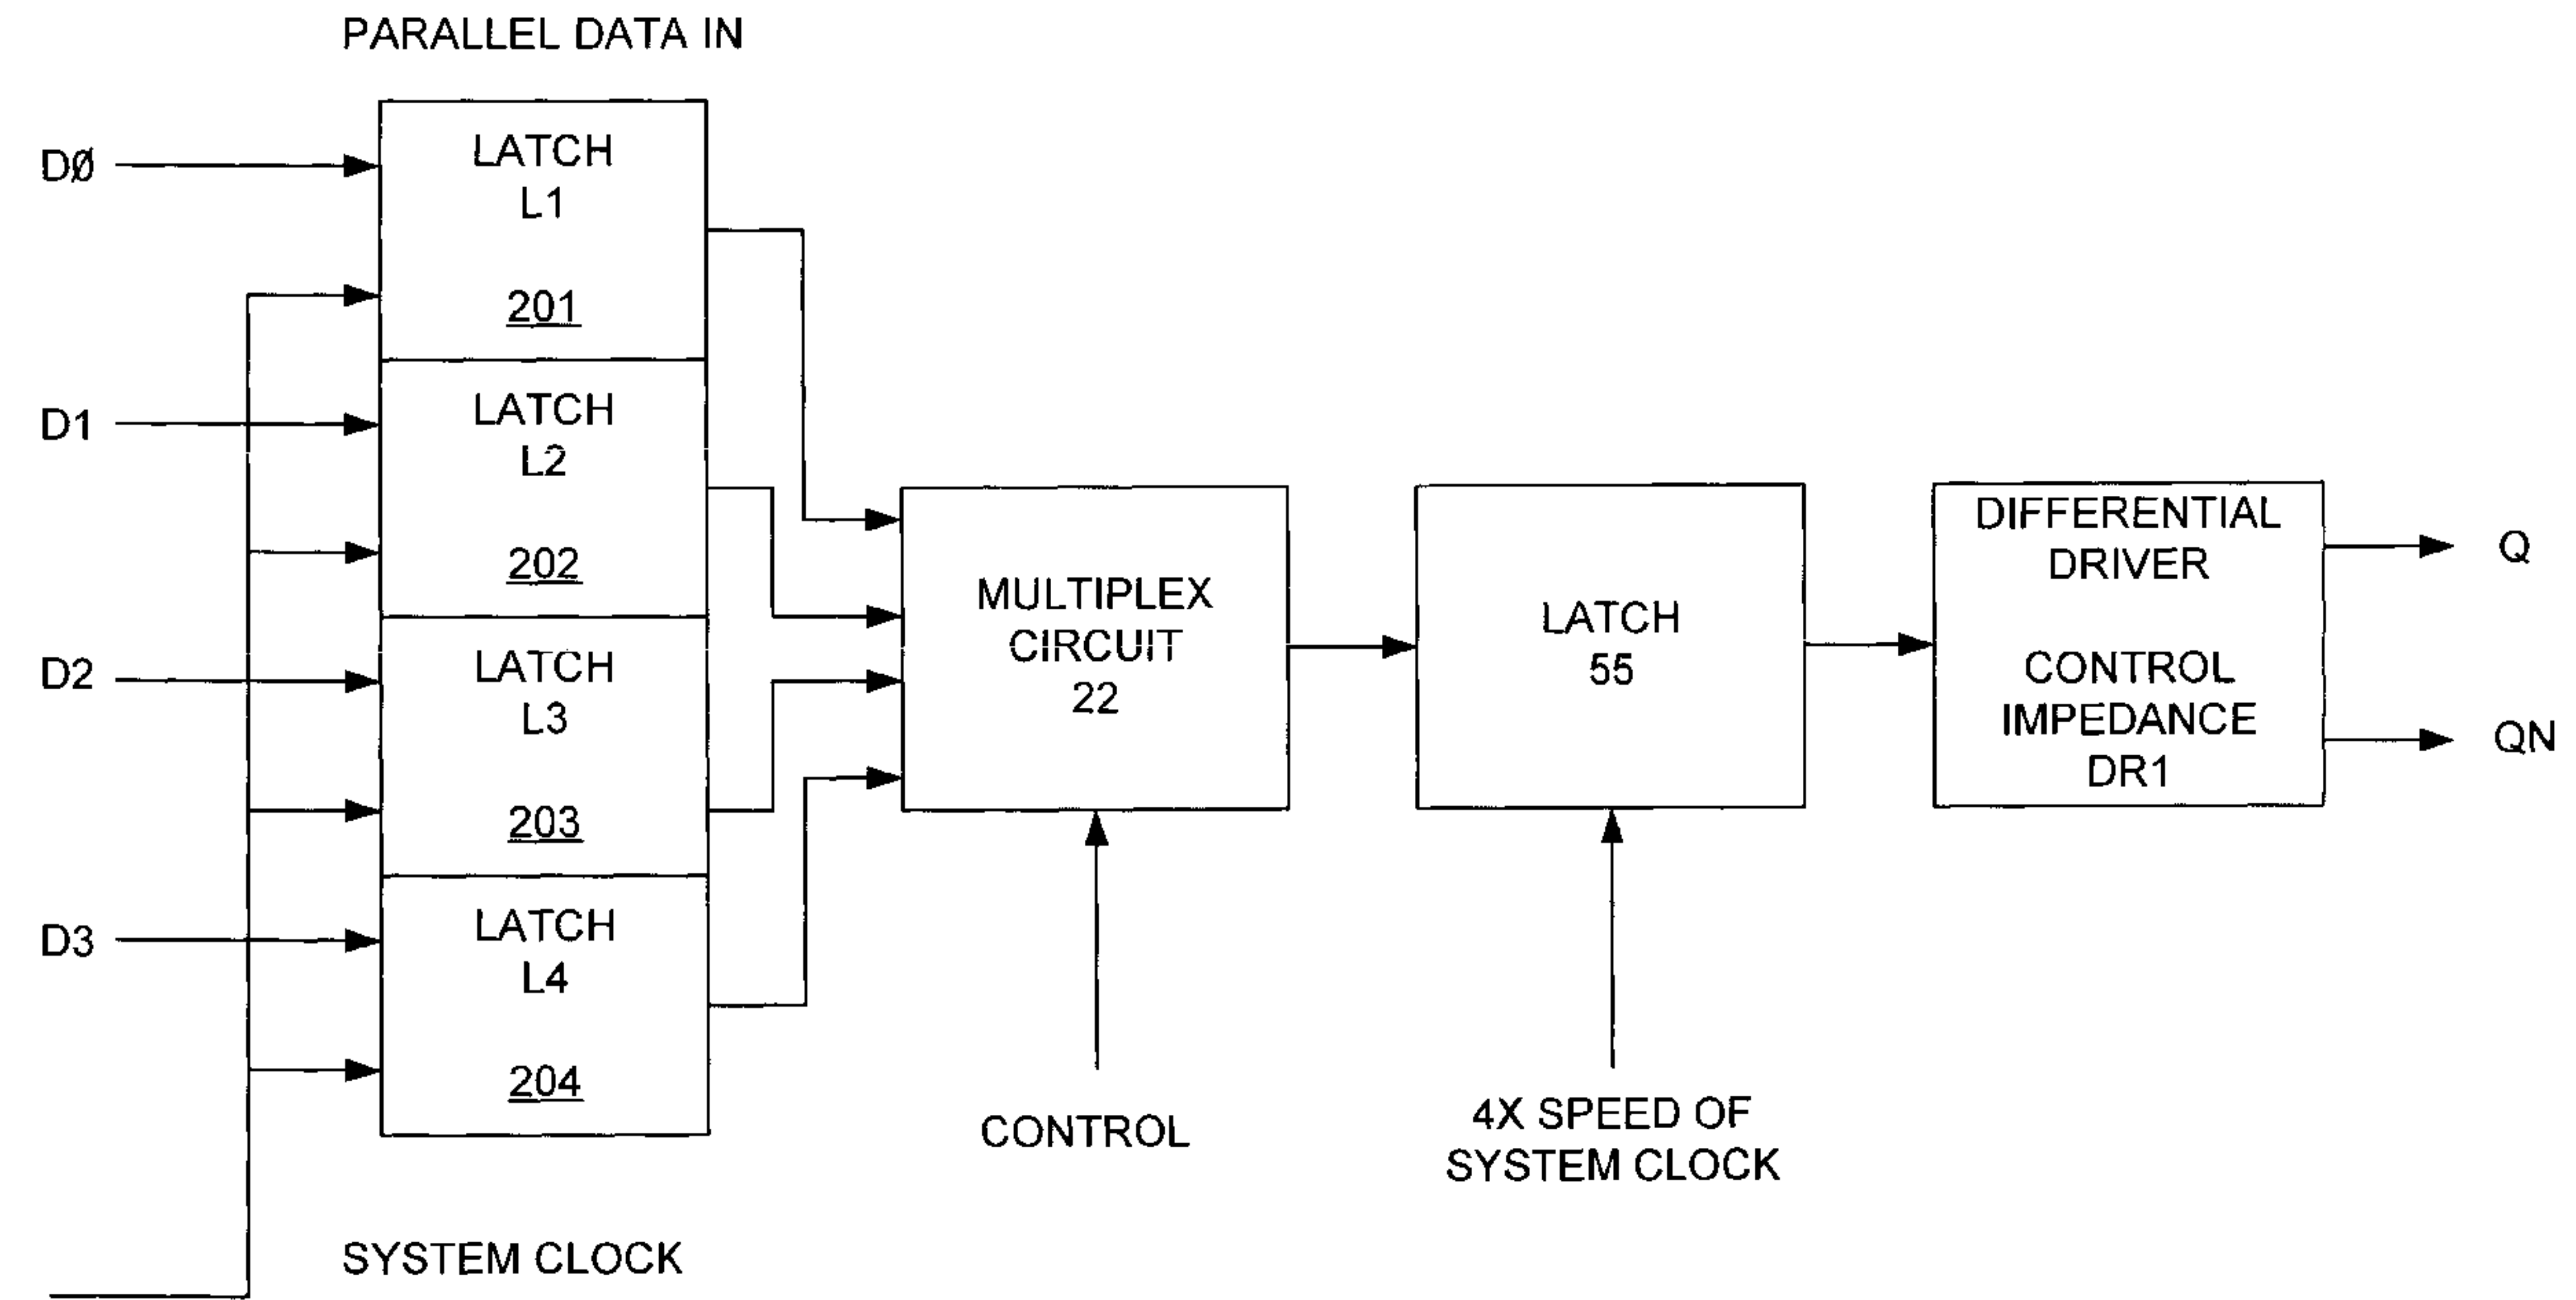 PARALLEL DATA IN
DØ
LATCH
L1
201
D1
LATCH
L2
202
D2
LATCH
L3
203
D3
LATCH
L4
204
SYSTEM CLOCK
MULTIPLEX
CIRCUIT
22
CONTROL
LATCH
55
4X SPEED OF
SYSTEM CLOCK
DIFFERENTIAL
DRIVER
CONTROL
IMPEDANCE
DR1
Q
QN